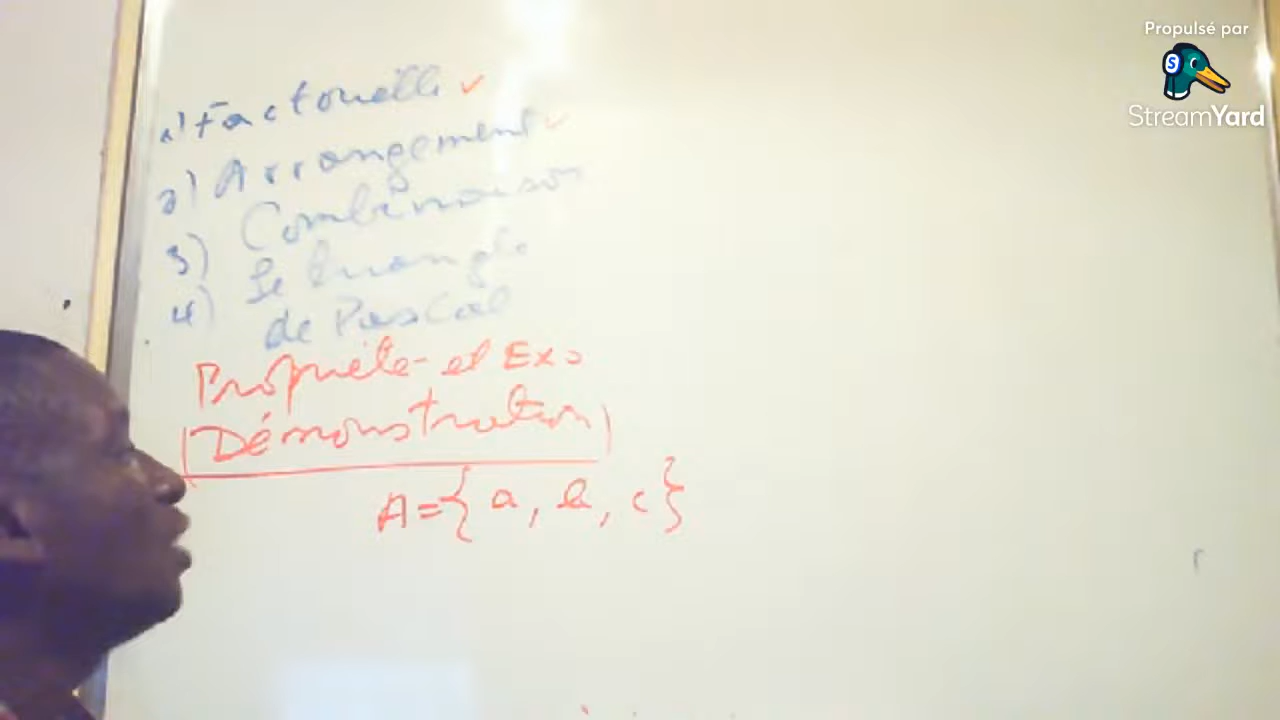 1) Factorielle ✓
2) Arrangement ✓
3) Combinaison
4) Le triangle
de Pascal
Propriété et Exo
Démonstration
A={a, b, c}
Propulsé par
StreamYard